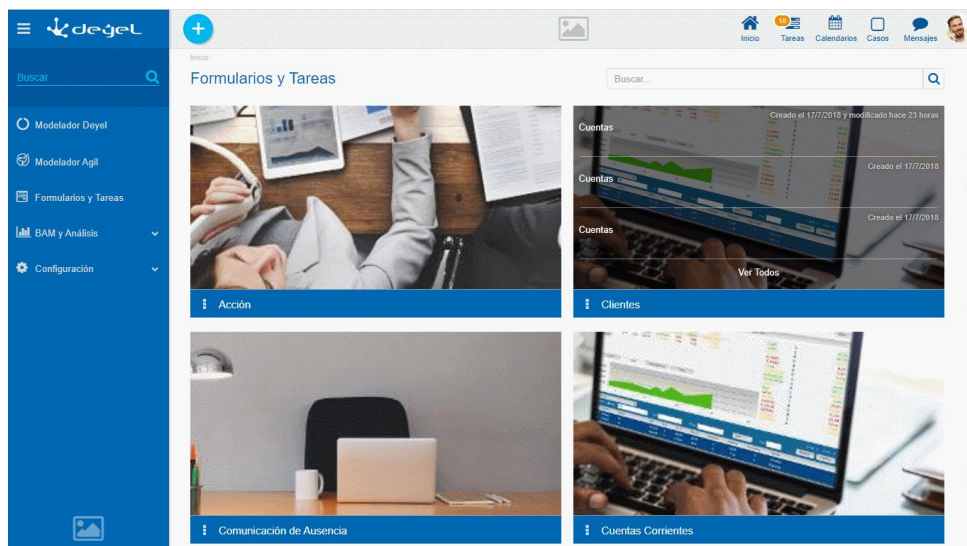 deyel
Inicio
18
Tareas
Calendarios
Casos
Mensajes
Buscar
Modelador Deyel
Modelador Agil
Formularios y Tareas
BAM y Análisis
Configuración
Inicio
Formularios y Tareas
Buscar...
Acción
Creado el 17/7/2018 y modificado hace 23 horas
Cuentas
Creado el 17/7/2018
Cuentas
Creado el 17/7/2018
Cuentas
Ver Todos
Clientes
Comunicación de Ausencia
Cuentas Corrientes